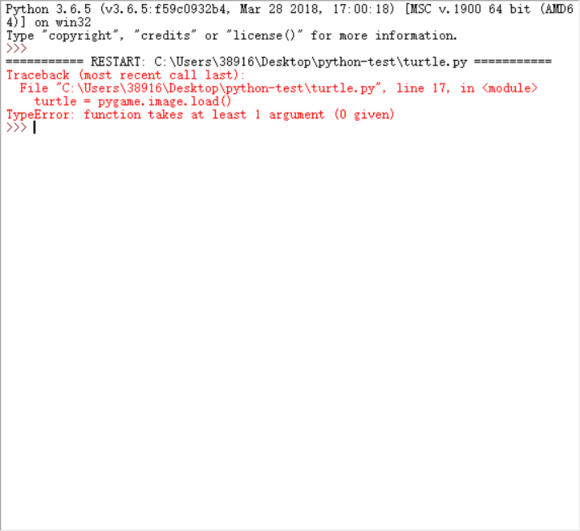 Python 3.6.5 (v3.6.5:f59c0932b4, Mar 28 2018, 17:00:18) [MSC v.1900 64 bit (AMD6
4)] on win32
Type "copyright", "credits" or "license()" for more information.
>>>
=========== RESTART: C:\Users\38916\Desktop\python-test\turtle.py ===========
Traceback (most recent call last):
  File "C:\Users\38916\Desktop\python-test\turtle.py", line 17, in <module>
    turtle = pygame.image.load()
TypeError: function takes at least 1 argument (0 given)
>>>